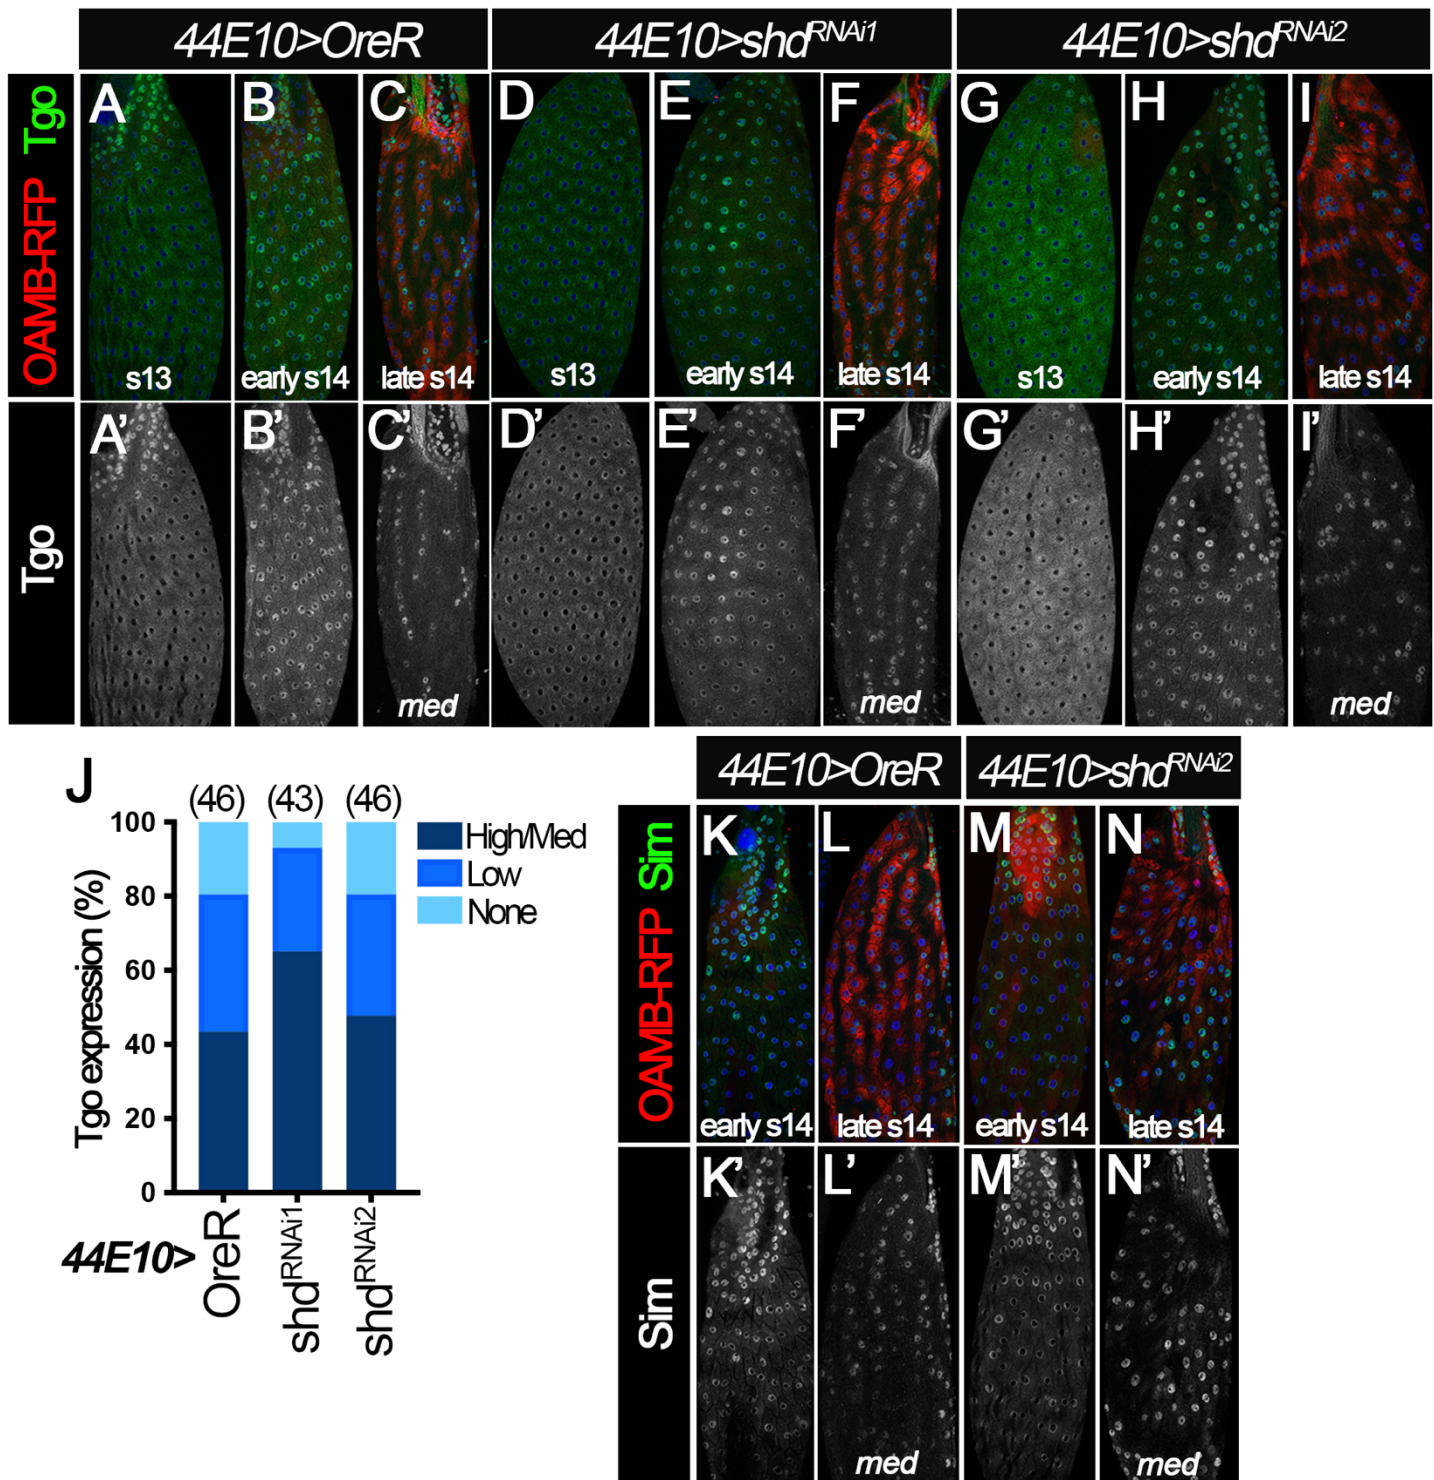 44E10>OreR 44E10>shdRNAi1 44E10>shdRNAi2
OAMB-RFP Tgo
A B C D E F G H I
s13 early s14 late s14 s13 early s14 late s14 s13 early s14 late s14
Tgo
A' B' C' D' E' F' G' H' I'
med med med
J
(46) (43) (46)
Tgo expression (%)
100
80
60
40
20
0
High/Med
Low
None
44E10>
OreR
shdRNAi1
shdRNAi2
44E10>OreR 44E10>shdRNAi2
OAMB-RFP Sim
K L M N
early s14 late s14 early s14 late s14
Sim
K' L' M' N'
med med